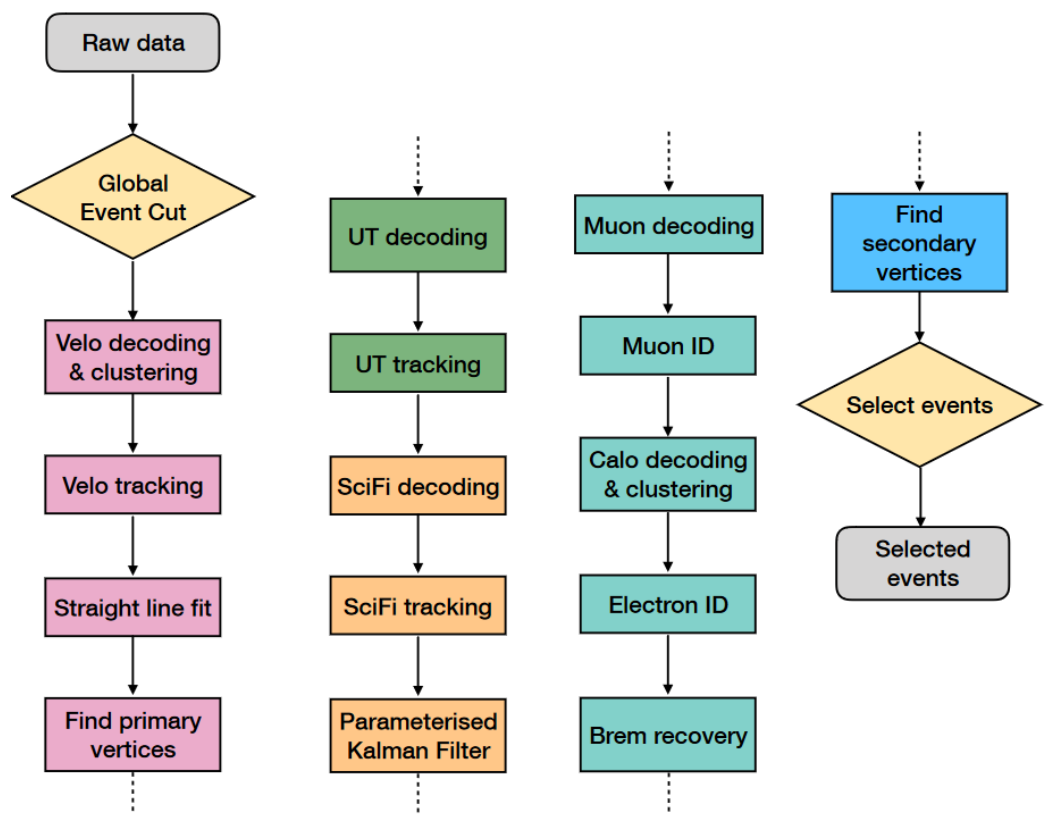 Raw data
Global
Event Cut
Velo decoding
& clustering
Velo tracking
Straight line fit
Find primary
vertices
UT decoding
UT tracking
SciFi decoding
SciFi tracking
Parameterised
Kalman Filter
Muon decoding
Muon ID
Calo decoding
& clustering
Electron ID
Brem recovery
Find
secondary
vertices
Select events
Selected
events